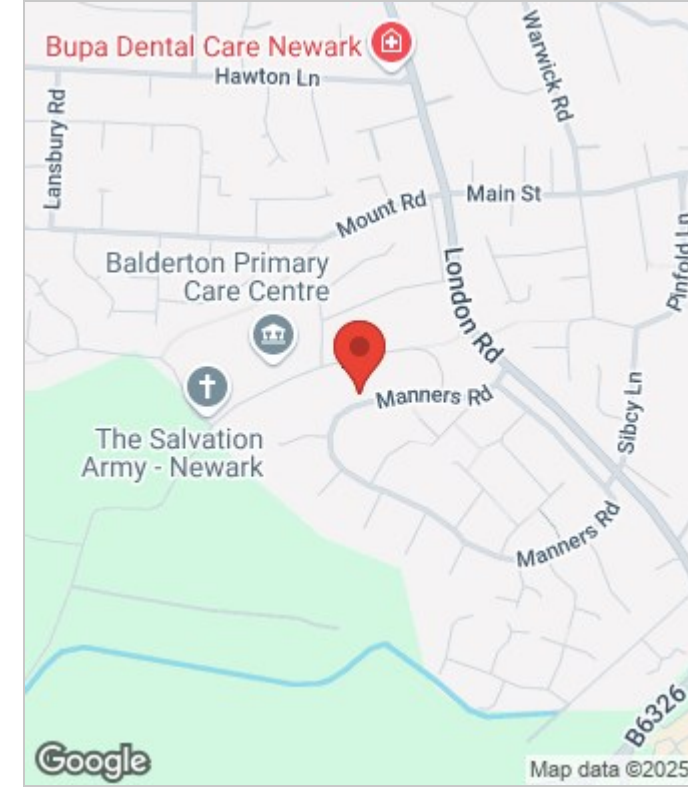 Bupa Dental Care Newark
Hawton Ln
Warwick Rd
Lansbury Rd
Mount Rd
Main St
Pinfold Ln
Balderton Primary
Care Centre
London Rd
Manners Rd
Sibcy Ln
The Salvation
Army - Newark
Manners Rd
B6326
Google
Map data ©2025